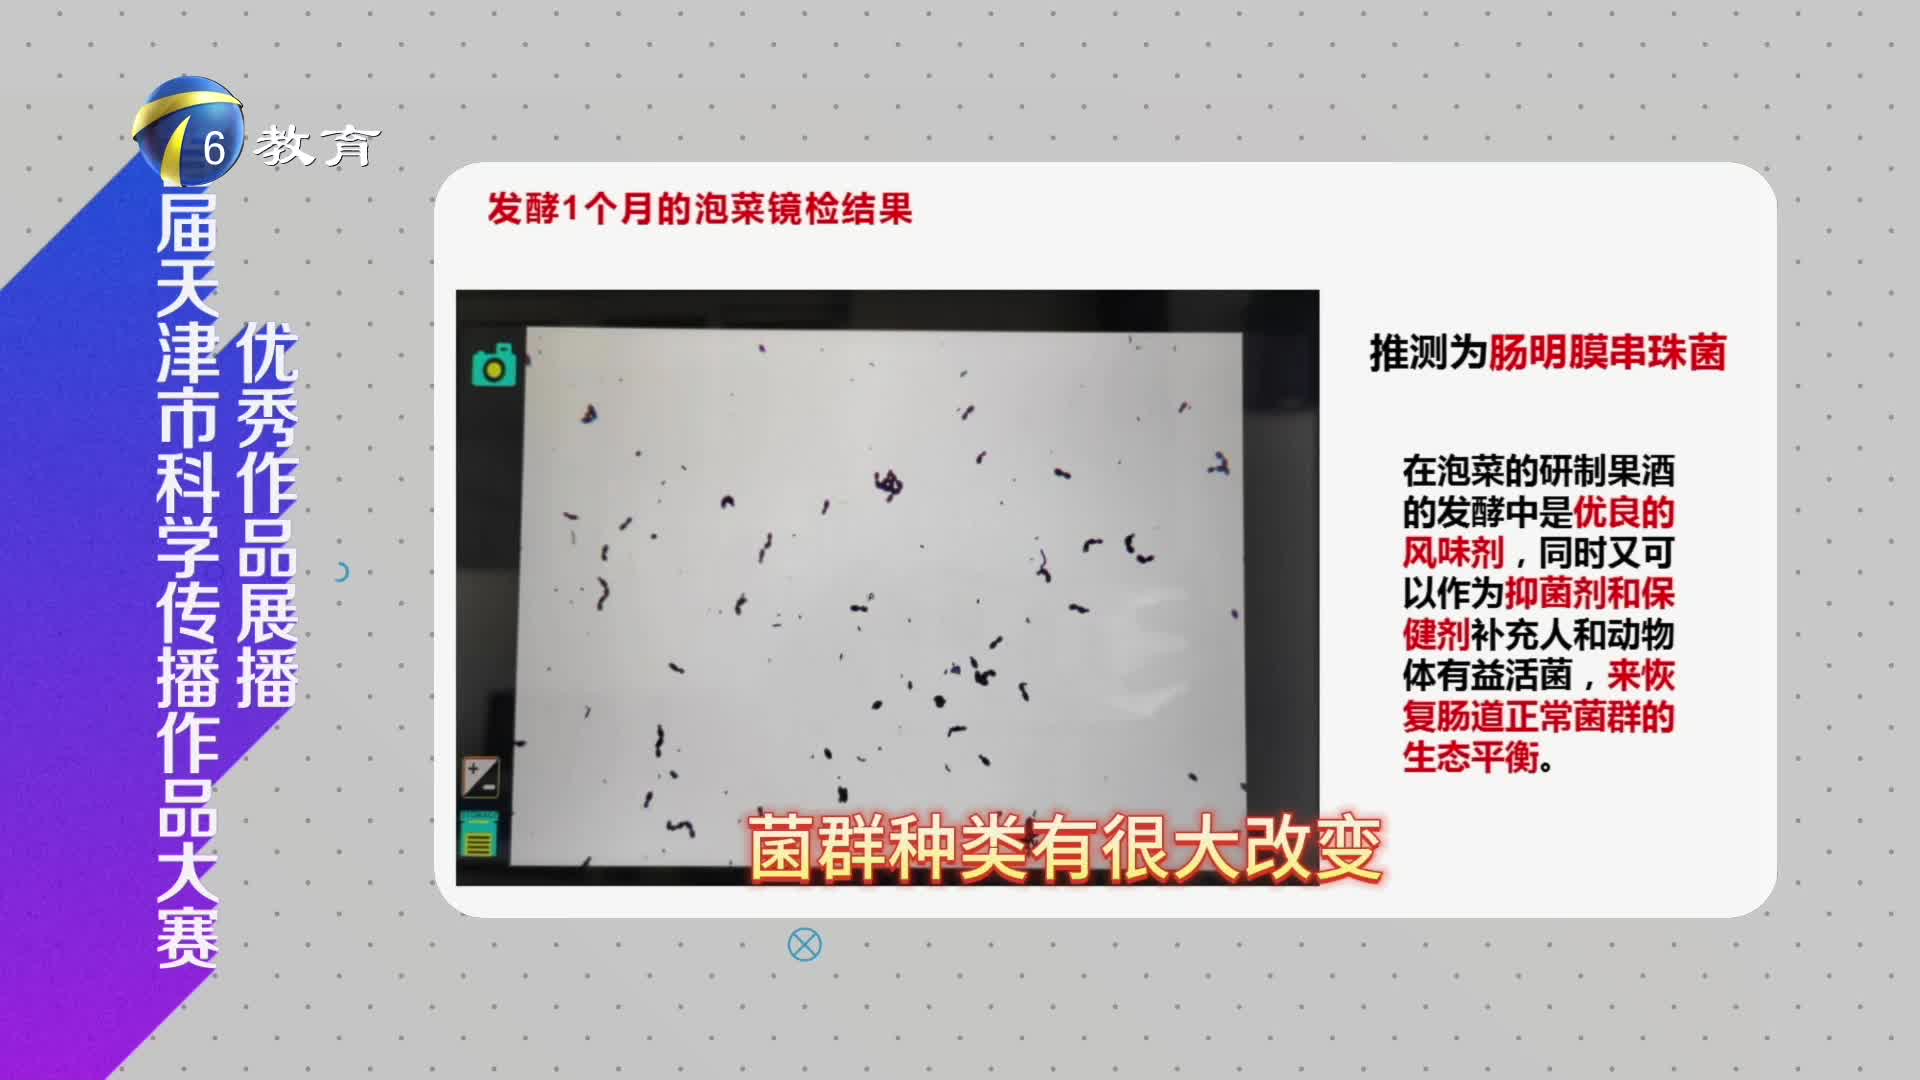 6 教育
届天津市科学传播作品大赛
优秀作品展播
发酵1个月的泡菜镜检结果
推测为肠明膜串珠菌
在泡菜的研制果酒
的发酵中是优良的
风味剂，同时又可
以作为抑菌剂和保
健剂补充人和动物
体有益活菌，来恢
复肠道正常菌群的
生态平衡。
菌群种类有很大改变